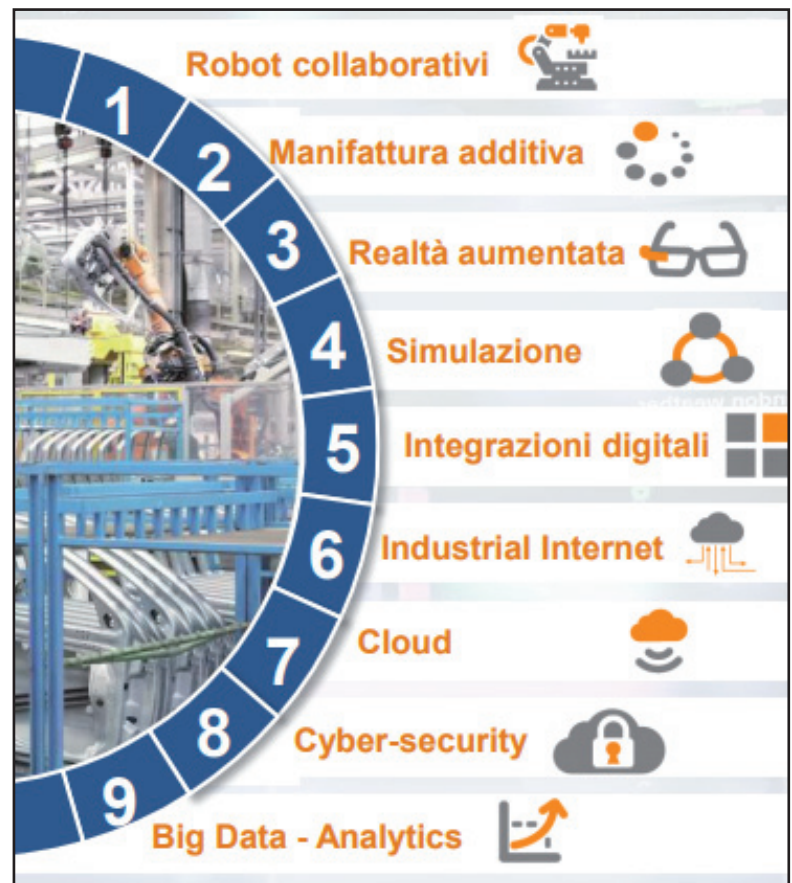 1 Robot collaborativi
2 Manifattura additiva
3 Realtà aumentata
4 Simulazione
5 Integrazioni digitali
6 Industrial Internet
7 Cloud
8 Cyber-security
9 Big Data - Analytics